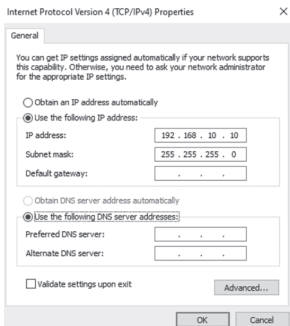 Internet Protocol Version 4 (TCP/IPv4) Properties
General
You can get IP settings assigned automatically if your network supports
this capability. Otherwise, you need to ask your network administrator
for the appropriate IP settings.
Obtain an IP address automatically
Use the following IP address:
IP address: 192 . 168 . 10 . 10
Subnet mask: 255 . 255 . 255 . 0
Default gateway: . . .
Obtain DNS server address automatically
Use the following DNS server addresses:
Preferred DNS server: . . .
Alternate DNS server: . . .
Validate settings upon exit
Advanced...
OK Cancel